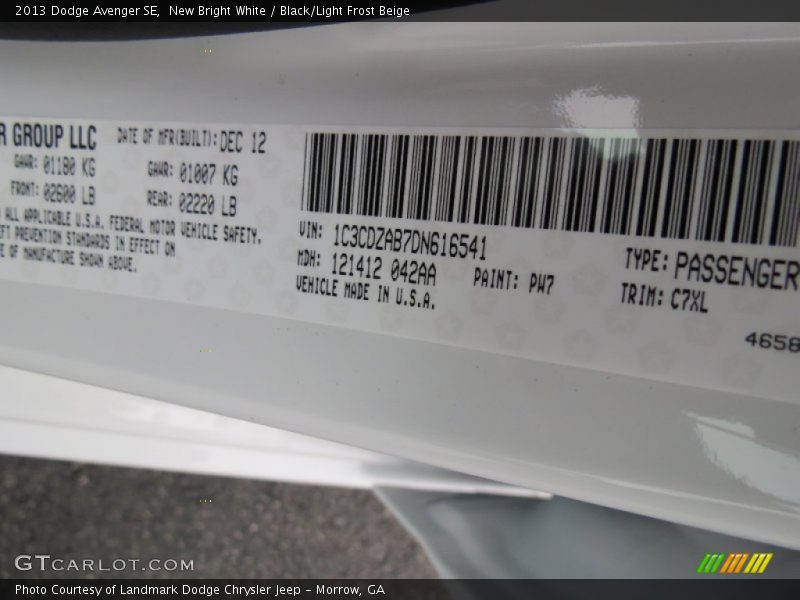 2013 Dodge Avenger SE,  New Bright White / Black/Light Frost Beige
R GROUP LLC
DATE OF MFR(BUILT): DEC 12
GAWR: 01180 KG
GAWR: 01007 KG
FRONT: 02600 LB
REAR: 02220 LB
ALL APPLICABLE U.S.A. FEDERAL MOTOR VEHICLE SAFETY,
EFT PREVENTION STANDARDS IN EFFECT ON
E OF MANUFACTURE SHOWN ABOVE.
VIN: 1C3CDZAB7DN616541
MDH: 121412 042AA
PAINT: PW7
VEHICLE MADE IN U.S.A.
TYPE: PASSENGER
TRIM: C7XL
4658
GTCARLOT.COM
Photo Courtesy of Landmark Dodge Chrysler Jeep - Morrow, GA